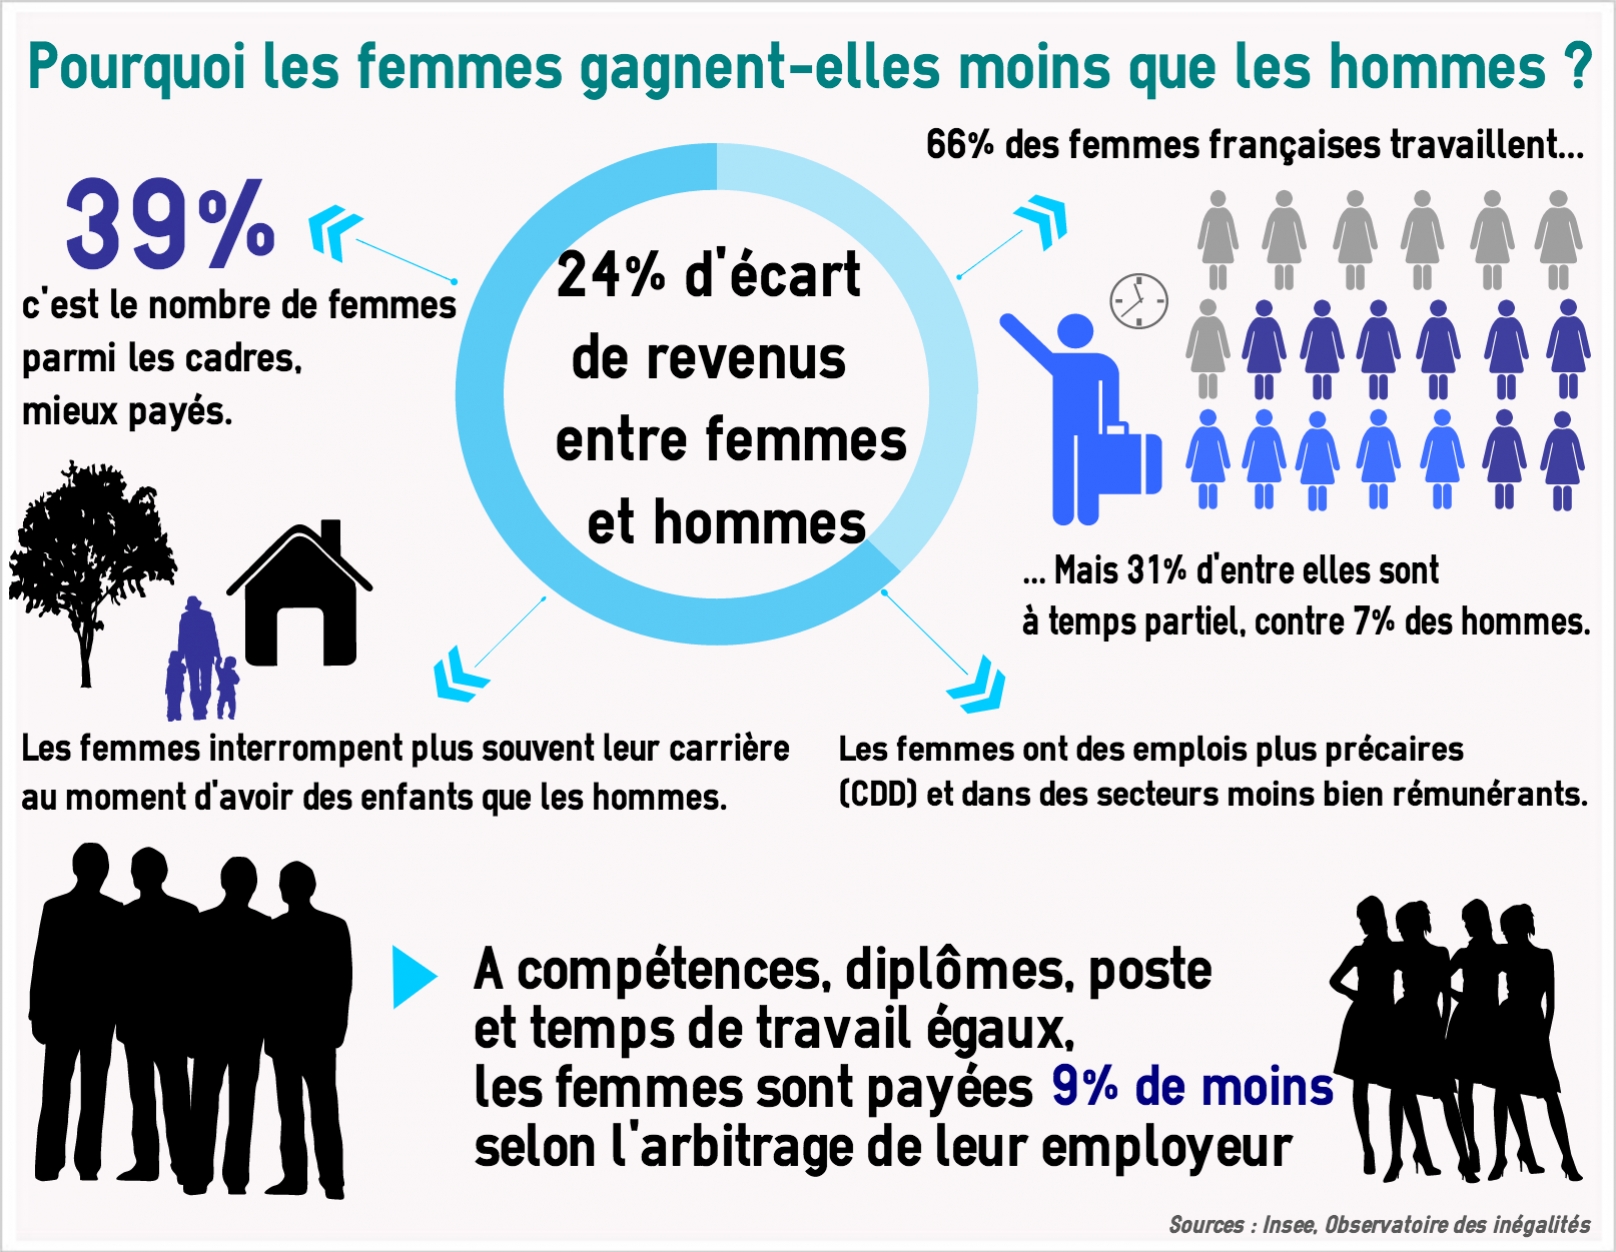 Pourquoi les femmes gagnent-elles moins que les hommes ?
39%
c'est le nombre de femmes
parmi les cadres,
mieux payés.
24% d'écart
de revenus
entre femmes
et hommes
66% des femmes françaises travaillent...
... Mais 31% d'entre elles sont
à temps partiel, contre 7% des hommes.
Les femmes interrompent plus souvent leur carrière
au moment d'avoir des enfants que les hommes.
Les femmes ont des emplois plus précaires
(CDD) et dans des secteurs moins bien rémunérants.
A compétences, diplômes, poste
et temps de travail égaux,
les femmes sont payées 9% de moins
selon l'arbitrage de leur employeur
Sources : Insee, Observatoire des inégalités